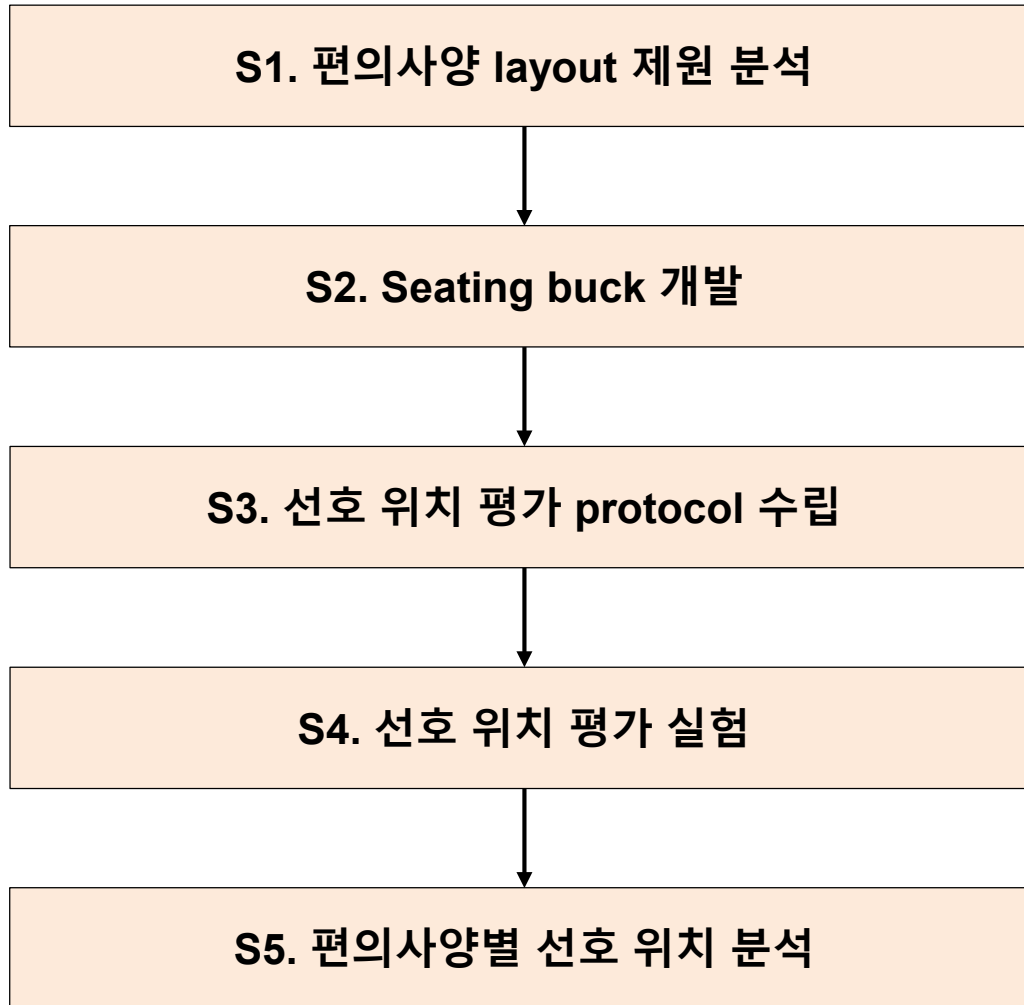 S1. 편의사양 layout 제원 분석
S2. Seating buck 개발
S3. 선호 위치 평가 protocol 수립
S4. 선호 위치 평가 실험
S5. 편의사양별 선호 위치 분석